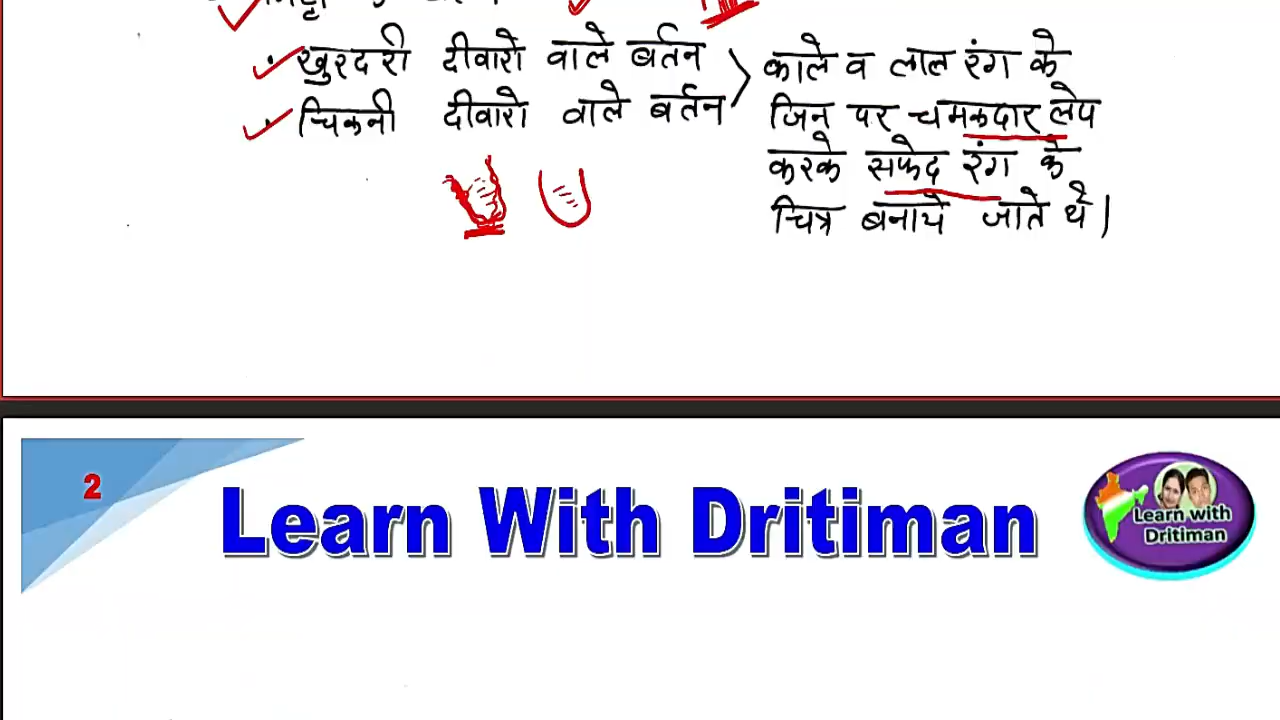 खुरदरी दीवारो वाले बर्तन
चिकनी दीवारो वाले बर्तन
काले व लाल रंग के
जिन पर चमकदार लेप
करके सफेद रंग के
चित्र बनाये जाते थे।
2
Learn With Dritiman
Learn with
Dritiman